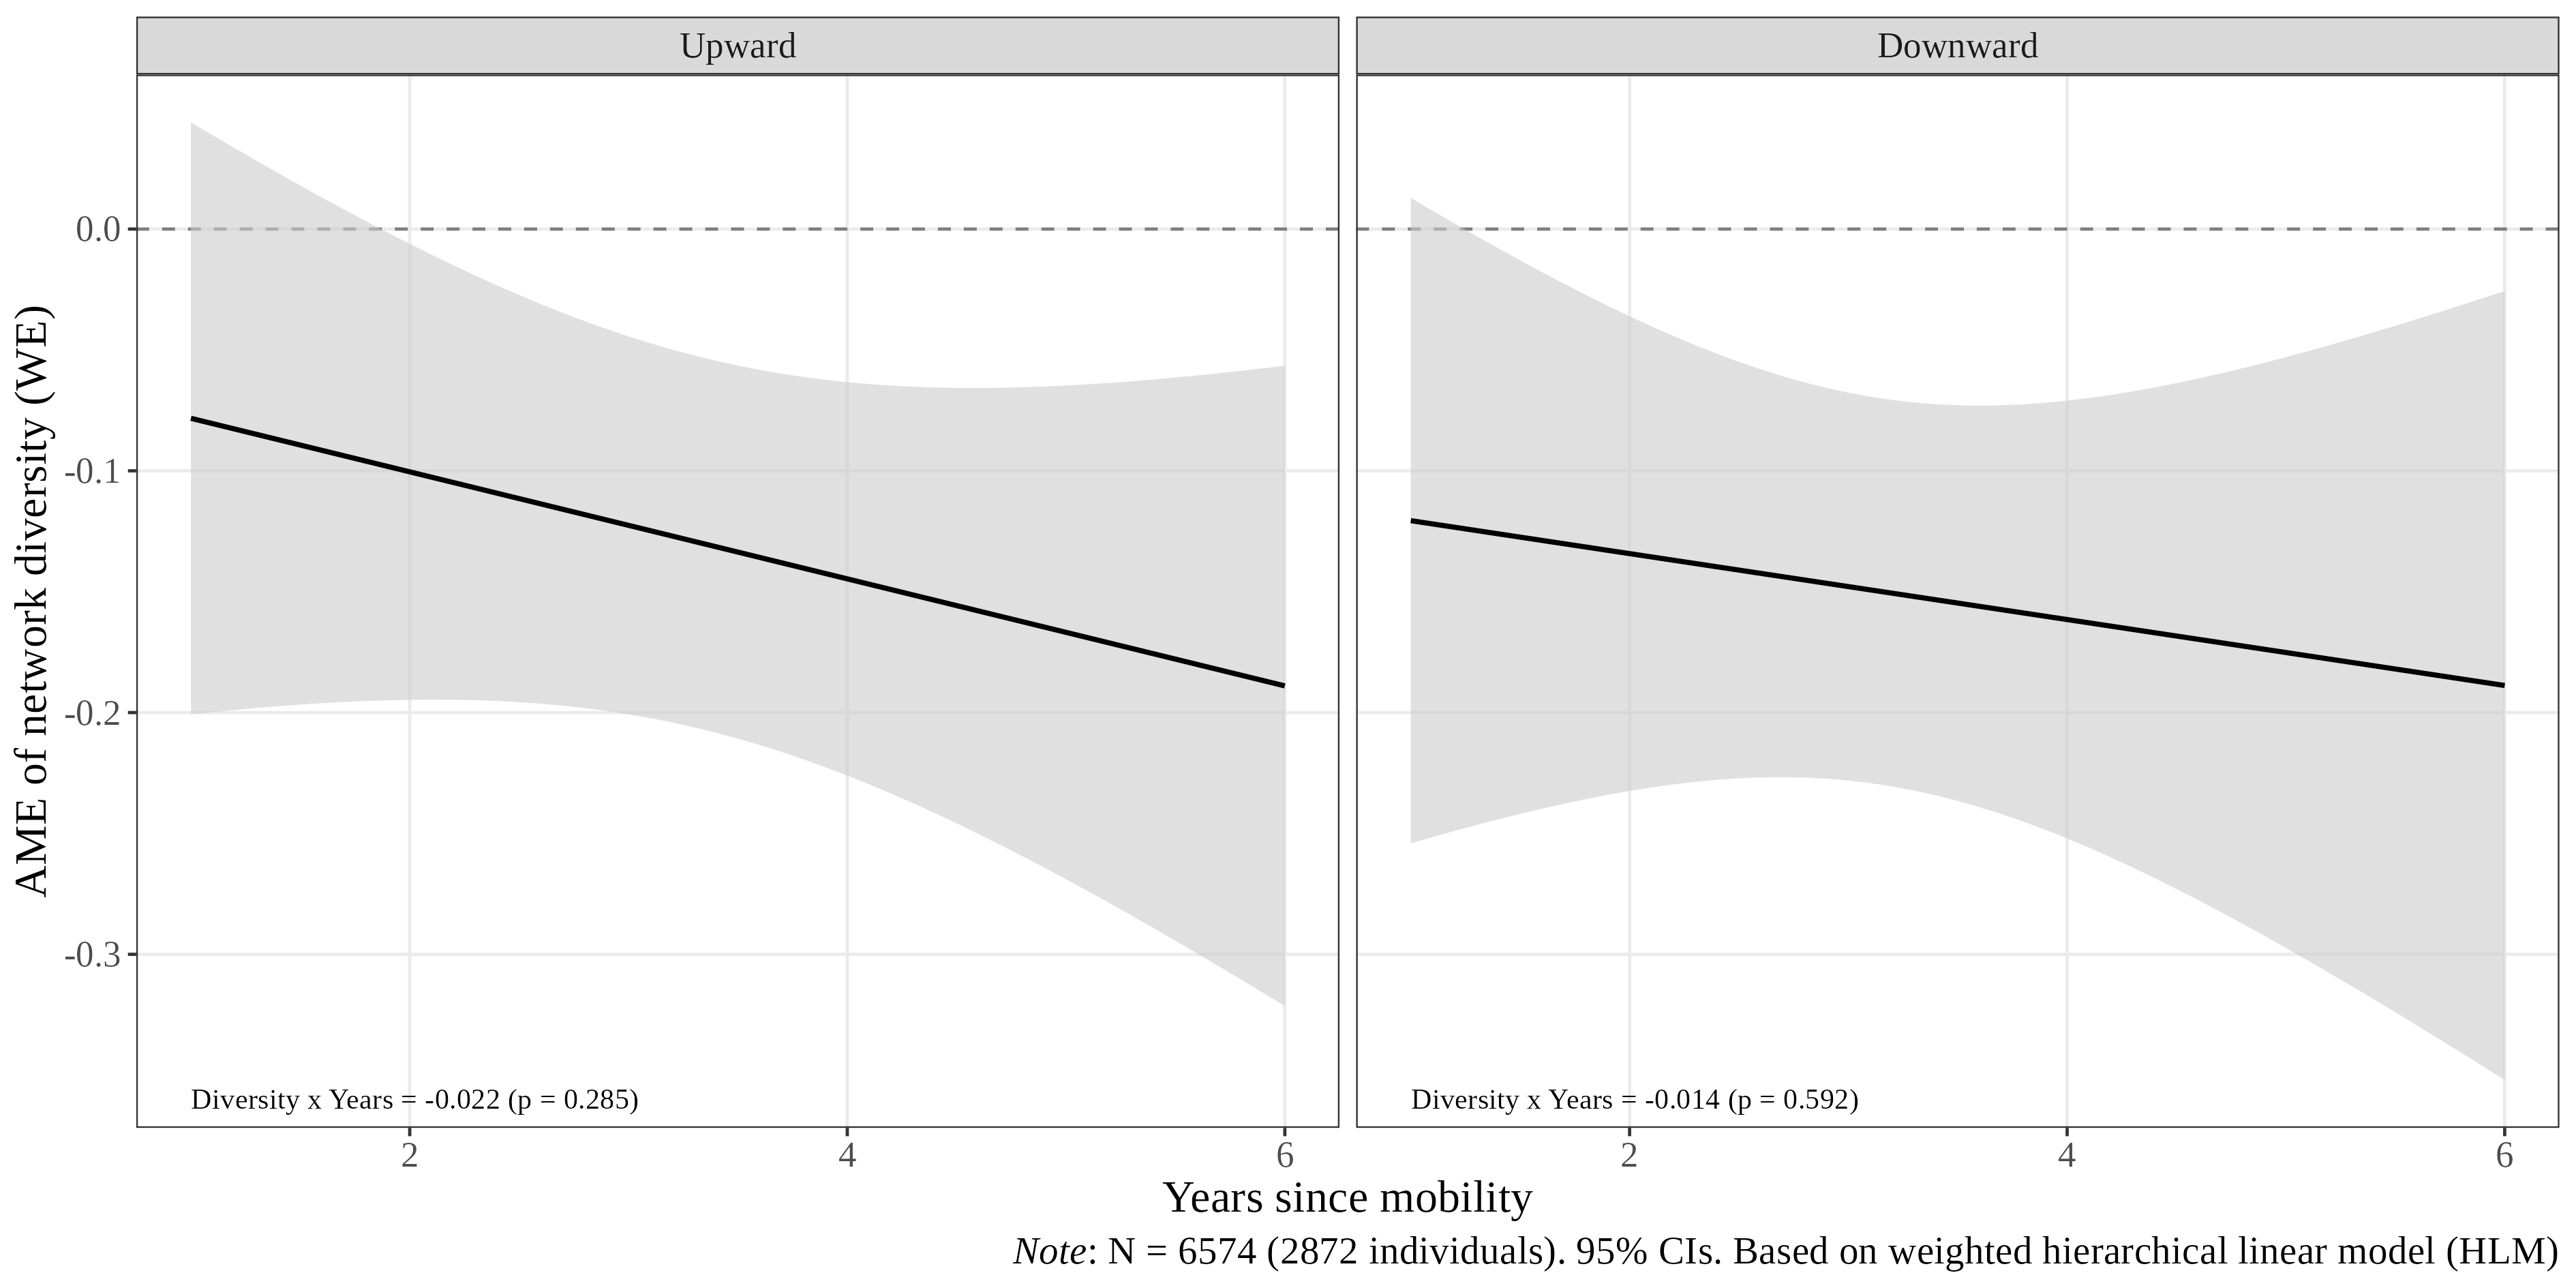 Upward
Downward
AME of network diversity (WE)
0.0
-0.1
-0.2
-0.3
Diversity x Years = -0.022 (p = 0.285)
Diversity x Years = -0.014 (p = 0.592)
2
4
6
2
4
6
Years since mobility
Note: N = 6574 (2872 individuals). 95% CIs. Based on weighted hierarchical linear model (HLM)